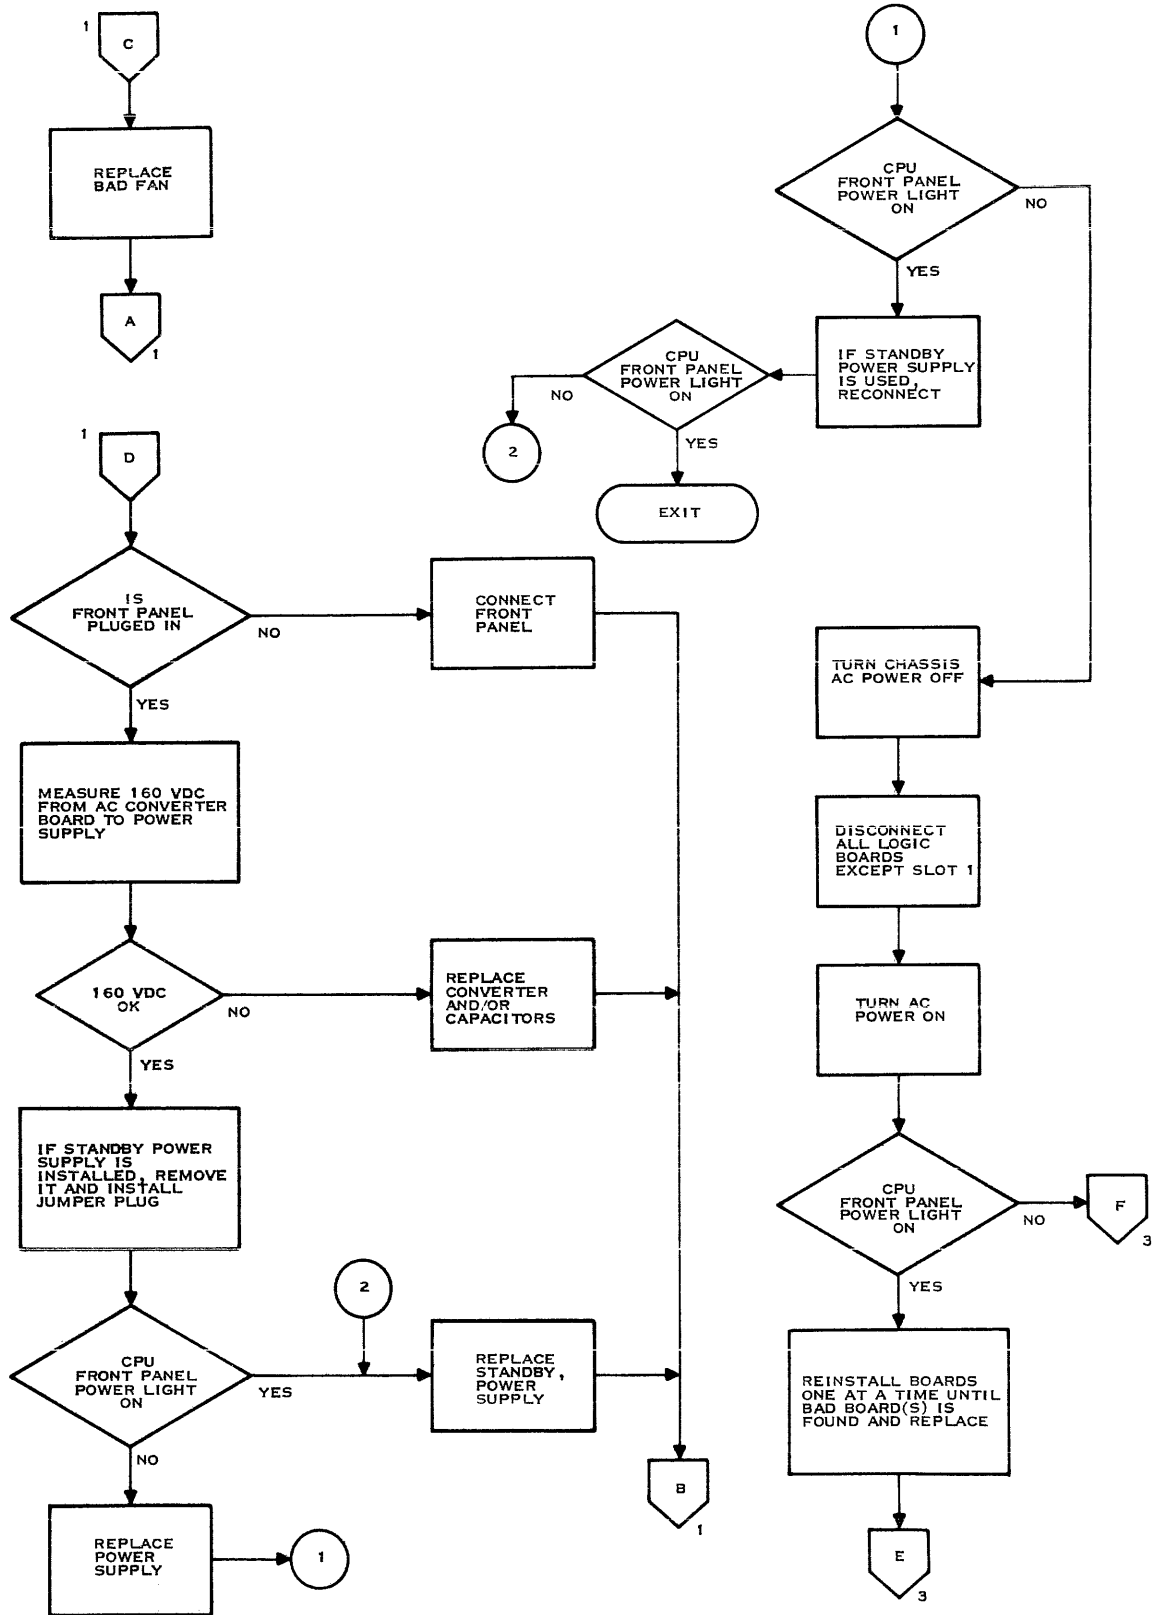 1
C
REPLACE
BAD FAN
A
1
1
D
IS
FRONT PANEL
PLUGED IN
NO
YES
CONNECT
FRONT
PANEL
MEASURE 160 VDC
FROM AC CONVERTER
BOARD TO POWER
SUPPLY
160 VDC
OK
NO
YES
REPLACE
CONVERTER
AND/OR
CAPACITORS
IF STANDBY POWER
SUPPLY IS
INSTALLED, REMOVE
IT AND INSTALL
JUMPER PLUG
CPU
FRONT PANEL
POWER LIGHT
ON
YES
NO
2
REPLACE
STANDBY,
POWER
SUPPLY
B
1
REPLACE
POWER
SUPPLY
1
1
CPU
FRONT PANEL
POWER LIGHT
ON
NO
YES
IF STANDBY
POWER SUPPLY
IS USED,
RECONNECT
CPU
FRONT PANEL
POWER LIGHT
ON
NO
2
YES
EXIT
TURN CHASSIS
AC POWER OFF
DISCONNECT
ALL LOGIC
BOARDS
EXCEPT SLOT 1
TURN AC
POWER ON
CPU
FRONT PANEL
POWER LIGHT
ON
NO
F
3
YES
REINSTALL BOARDS
ONE AT A TIME UNTIL
BAD BOARD(S) IS
FOUND AND REPLACE
E
3